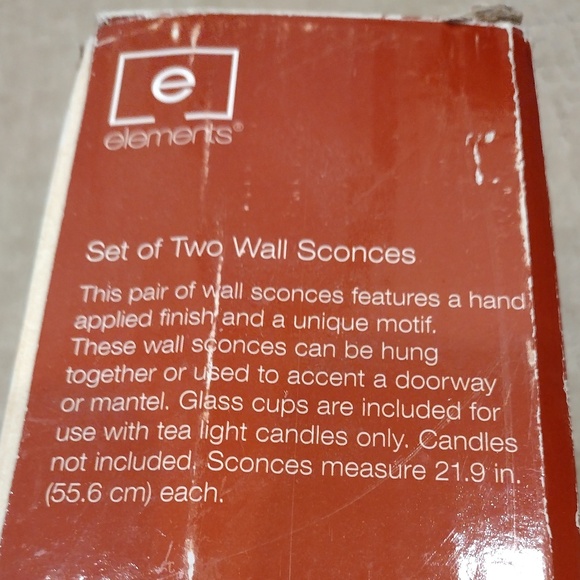 e
elements®
Set of Two Wall Sconces
This pair of wall sconces features a hand
applied finish and a unique motif.
These wall sconces can be hung
together or used to accent a doorway
or mantel. Glass cups are included for
use with tea light candles only. Candles
not included. Sconces measure 21.9 in.
(55.6 cm) each.